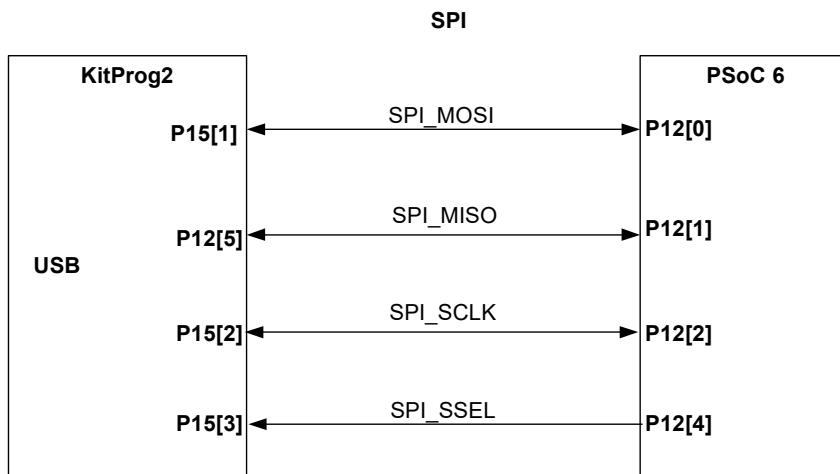 SPI
KitProg2
PSoC 6
P15[1]
SPI_MOSI
P12[0]
P12[5]
SPI_MISO
P12[1]
USB
P15[2]
SPI_SCLK
P12[2]
P15[3]
SPI_SSEL
P12[4]